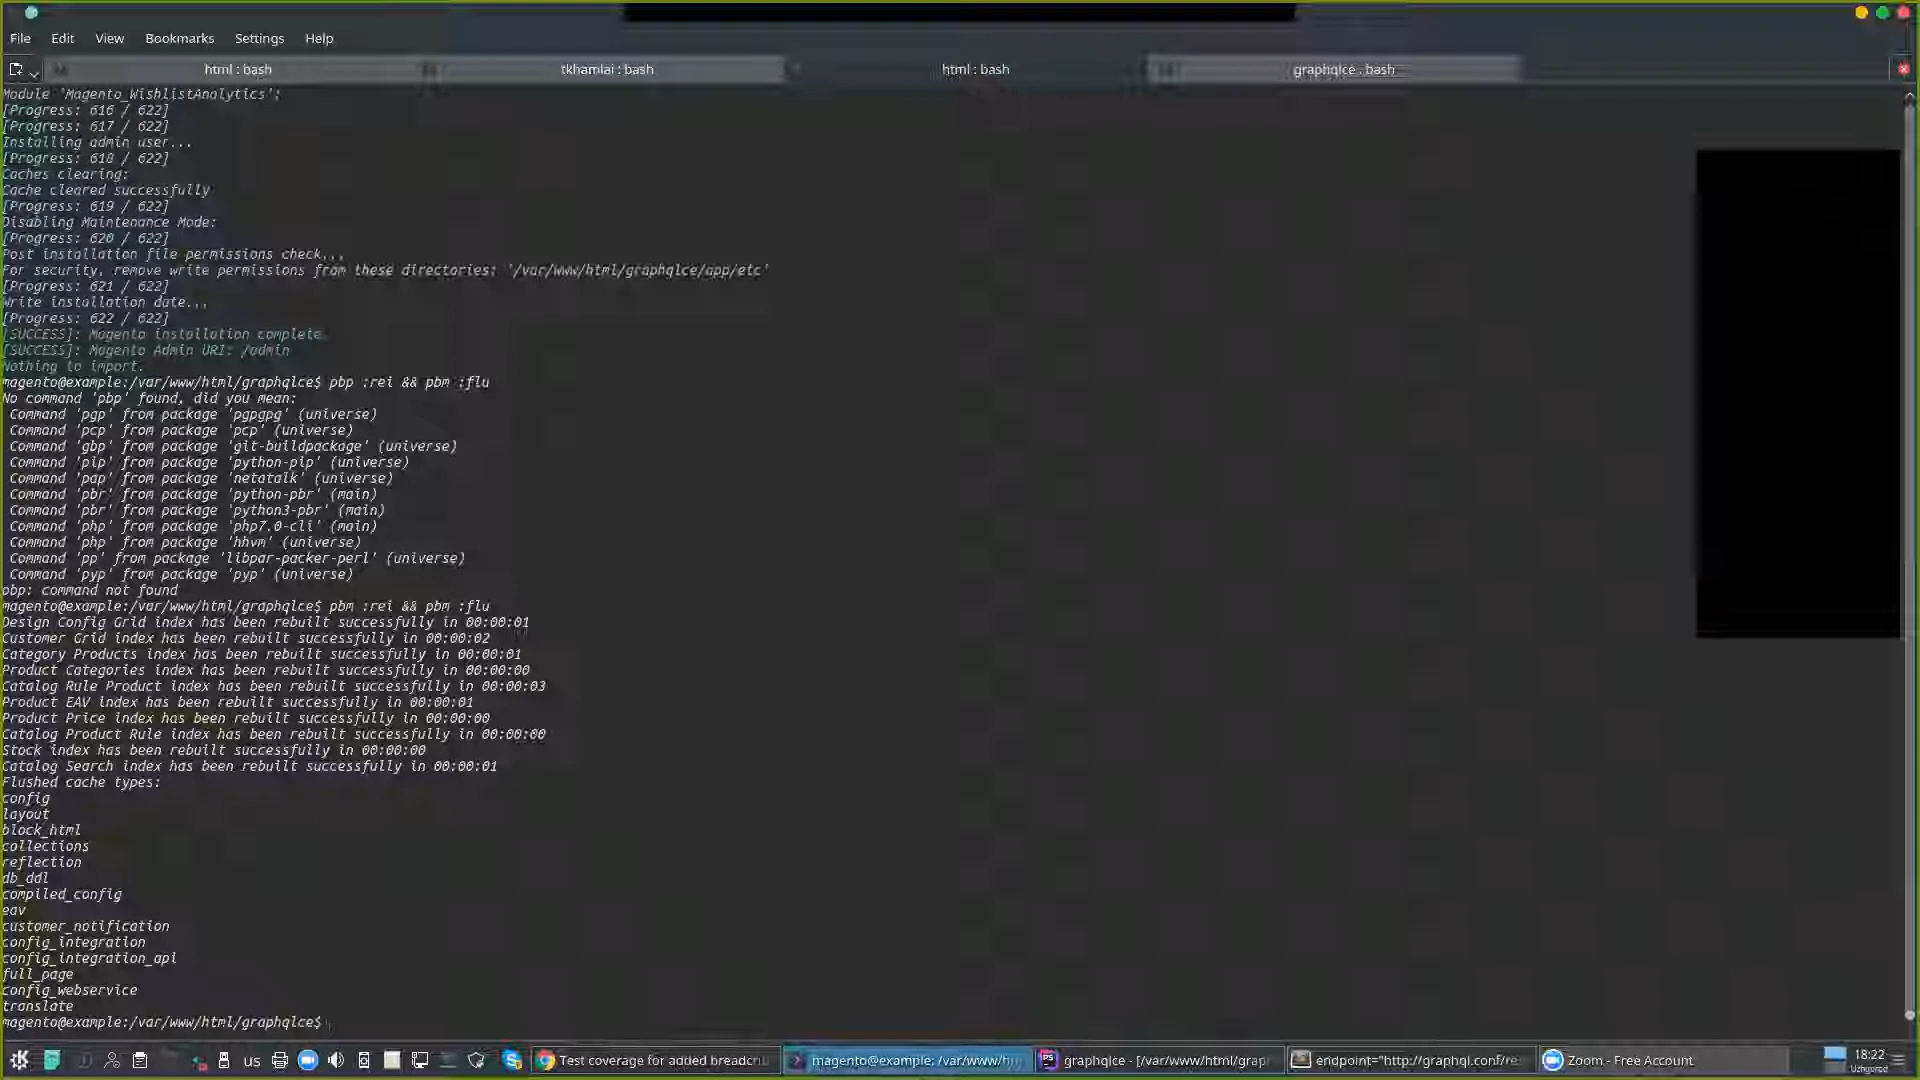 File Edit View Bookmarks Settings Help
html : bash
tkhamlai : bash
html : bash
graphqlce : bash
Module 'Magento_WishlistAnalytics':
[Progress: 616 / 622]
[Progress: 617 / 622]
Installing admin user...
[Progress: 618 / 622]
Caches clearing:
Cache cleared successfully
[Progress: 619 / 622]
Disabling Maintenance Mode:
[Progress: 620 / 622]
Post installation file permissions check...
For security, remove write permissions from these directories: '/var/www/html/graphqlce/app/etc'
[Progress: 621 / 622]
Write installation date...
[Progress: 622 / 622]
[SUCCESS]: Magento installation complete.
[SUCCESS]: Magento Admin URI: /admin
Nothing to import.
magento@example:/var/www/html/graphqlce$ pbp :rei && pbm :flu
No command 'pbp' found, did you mean:
Command 'pgp' from package 'pgpgpg' (universe)
Command 'pcp' from package 'pcp' (universe)
Command 'gbp' from package 'git-buildpackage' (universe)
Command 'pip' from package 'python-pip' (universe)
Command 'pap' from package 'netatalk' (universe)
Command 'pbr' from package 'python-pbr' (main)
Command 'pbr' from package 'python3-pbr' (main)
Command 'php' from package 'php7.0-cli' (main)
Command 'php' from package 'hhvm' (universe)
Command 'pp' from package 'libpar-packer-perl' (universe)
Command 'pyp' from package 'pyp' (universe)
pbp: command not found
magento@example:/var/www/html/graphqlce$ pbm :rei && pbm :flu
Design Config Grid index has been rebuilt successfully in 00:00:01
Customer Grid index has been rebuilt successfully in 00:00:02
Category Products index has been rebuilt successfully in 00:00:01
Product Categories index has been rebuilt successfully in 00:00:00
Catalog Rule Product index has been rebuilt successfully in 00:00:03
Product EAV index has been rebuilt successfully in 00:00:01
Product Price index has been rebuilt successfully in 00:00:00
Catalog Product Rule index has been rebuilt successfully in 00:00:00
Stock index has been rebuilt successfully in 00:00:00
Catalog Search index has been rebuilt successfully in 00:00:01
Flushed cache types:
config
layout
block_html
collections
reflection
db_ddl
compiled_config
eav
customer_notification
config_integration
config_integration_api
full_page
config_webservice
translate
magento@example:/var/www/html/graphqlce$
us
Test coverage for added breadcru
magento@example: /var/www/h
PS graphqlce - [/var/www/html/grap
endpoint="http://graphql.conf/re
Zoom - Free Account
18:22
Uzhgorod